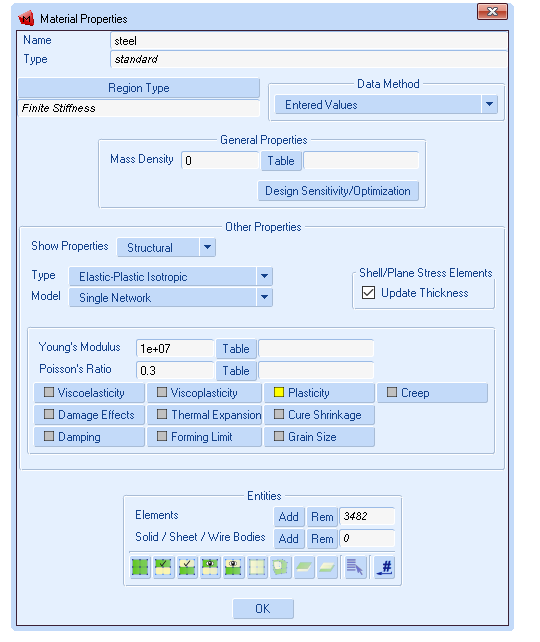 Material Properties
Name steel
Type standard
Region Type
Finite Stiffness
Data Method
Entered Values
General Properties
Mass Density 0 Table
Design Sensitivity/Optimization
Other Properties
Show Properties Structural
Type Elastic-Plastic Isotropic
Model Single Network
Shell/Plane Stress Elements
Update Thickness
Young's Modulus 1e+07 Table
Poisson's Ratio 0.3 Table
Viscoelasticity Viscoplasticity Plasticity Creep
Damage Effects Thermal Expansion Cure Shrinkage
Damping Forming Limit Grain Size
Entities
Elements Add Rem 3482
Solid / Sheet / Wire Bodies Add Rem 0
#
OK